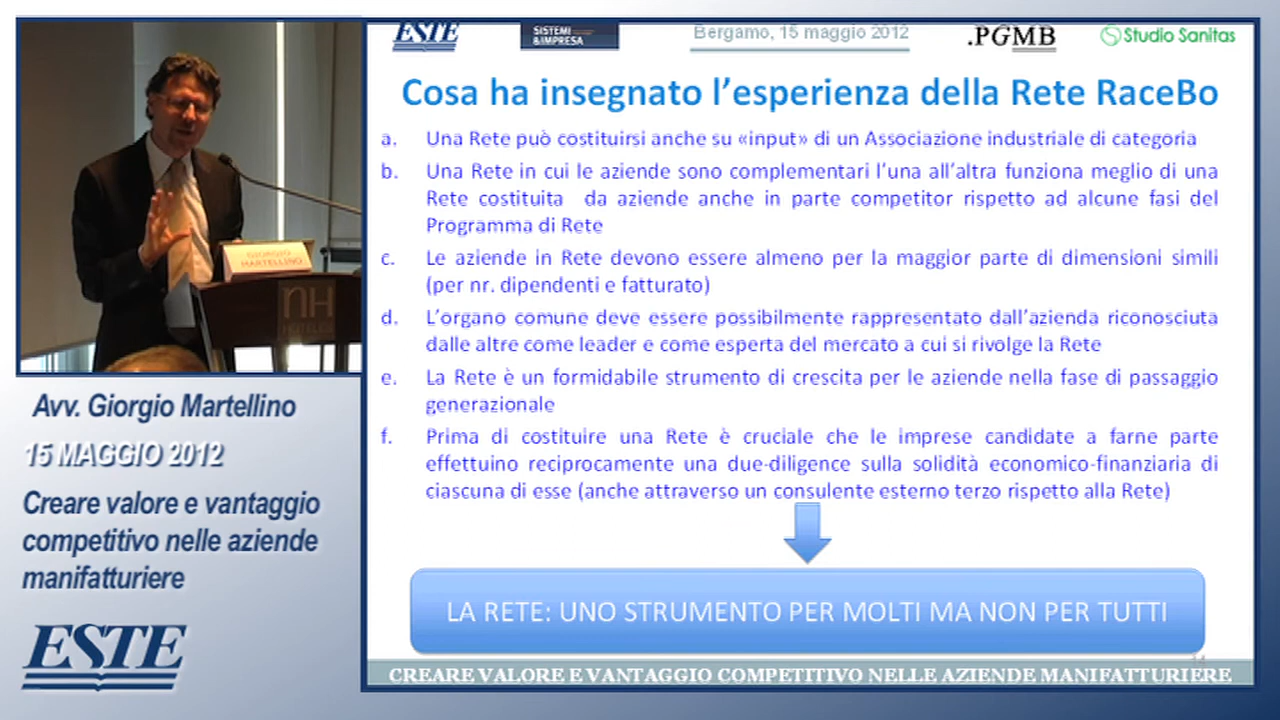 ESTE
SISTEMI
&IMPRESA
Bergamo, 15 maggio 2012
.PGMB
Studio Sanitas
Cosa ha insegnato l'esperienza della Rete RaceBo
a. Una Rete può costituirsi anche su «input» di un Associazione industriale di categoria
b. Una Rete in cui le aziende sono complementari l'una all'altra funziona meglio di una
Rete costituita da aziende anche in parte competitor rispetto ad alcune fasi del
Programma di Rete
c. Le aziende in Rete devono essere almeno per la maggior parte di dimensioni simili
(per nr. dipendenti e fatturato)
d. L'organo comune deve essere possibilmente rappresentato dall'azienda riconosciuta
dalle altre come leader e come esperta del mercato a cui si rivolge la Rete
e. La Rete è un formidabile strumento di crescita per le aziende nella fase di passaggio
generazionale
f. Prima di costituire una Rete è cruciale che le imprese candidate a farne parte
effettuino reciprocamente una due-diligence sulla solidità economico-finanziaria di
ciascuna di esse (anche attraverso un consulente esterno terzo rispetto alla Rete)
LA RETE: UNO STRUMENTO PER MOLTI MA NON PER TUTTI
CREARE VALORE E VANTAGGIO COMPETITIVO NELLE AZIENDE MANIFATTURIERE
GIORGIO
MARTELLINO
nH
HOTELES
Avv. Giorgio Martellino
15 MAGGIO 2012
Creare valore e vantaggio
competitivo nelle aziende
manifatturiere
ESTE